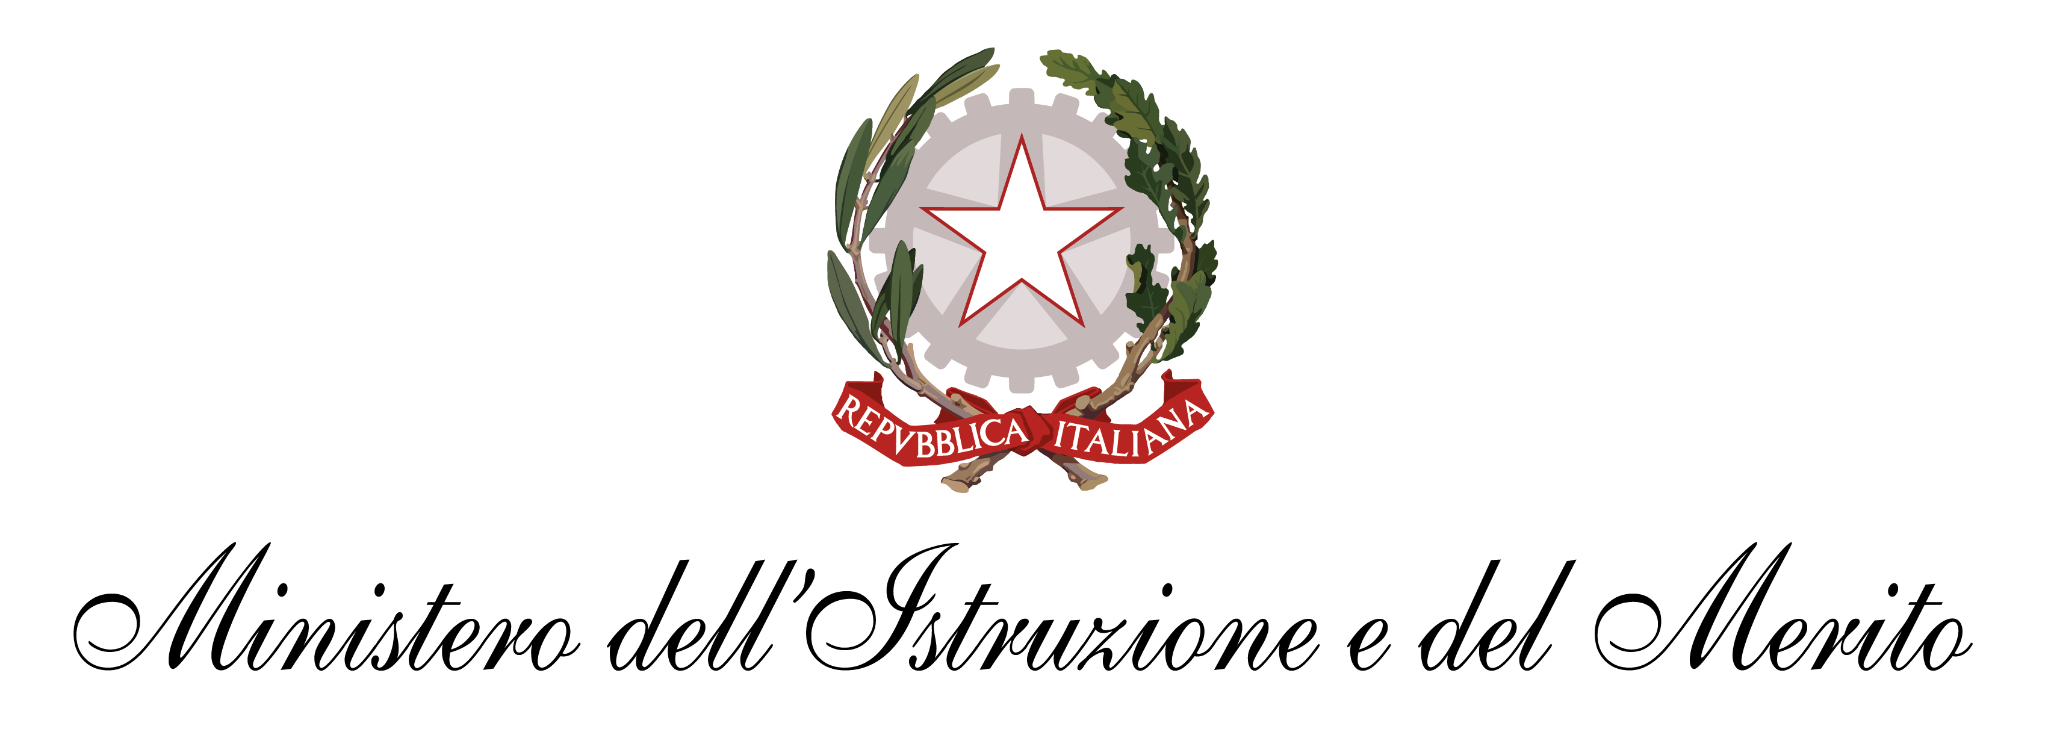 REPVBBLICA ITALIANA
Ministero dell'Istruzione e del Merito